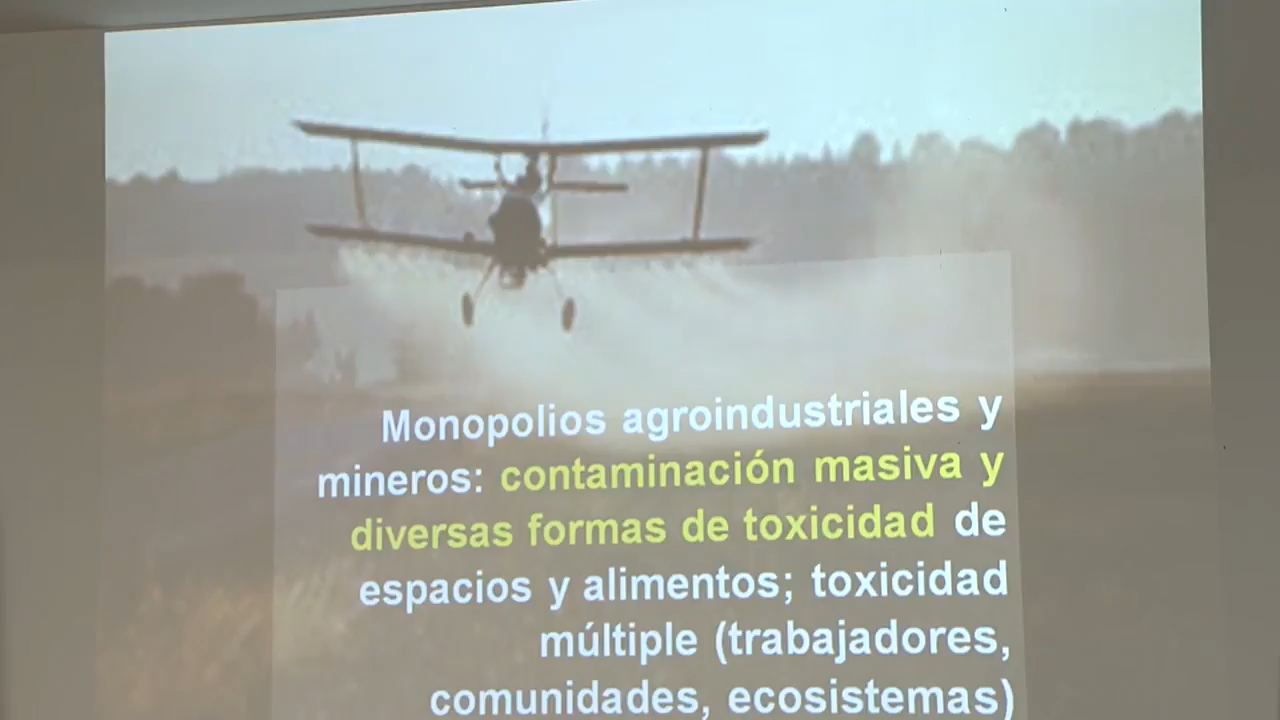 Monopolios agroindustriales y
mineros: contaminación masiva y
diversas formas de toxicidad de
espacios y alimentos; toxicidad
múltiple (trabajadores,
comunidades, ecosistemas)